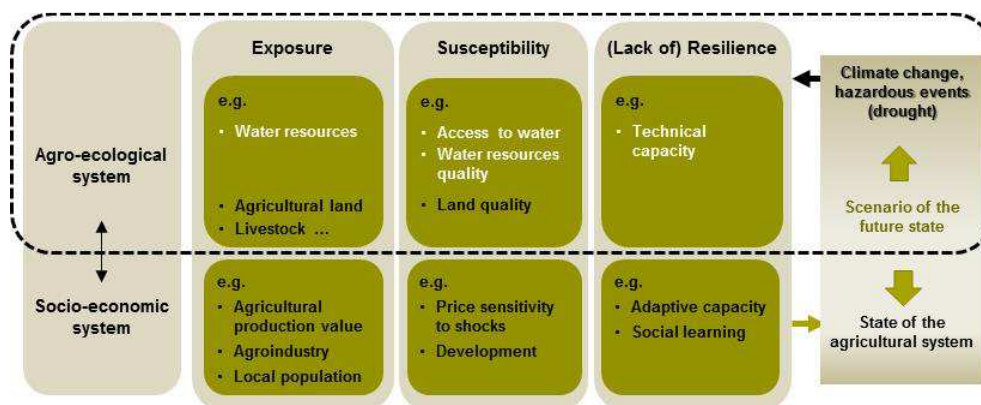 Exposure
Susceptibility
(Lack of) Resilience
Agro-ecological
system
e.g.
• Water resources
• Agricultural land
• Livestock ...
e.g.
• Access to water
• Water resources
quality
• Land quality
e.g.
• Technical
capacity
Climate change,
hazardous events
(drought)
Scenario of the
future state
Socio-economic
system
e.g.
• Agricultural
production value
• Agroindustry
• Local population
e.g.
• Price sensitivity
to shocks
• Development
e.g.
• Adaptive capacity
• Social learning
State of the
agricultural system